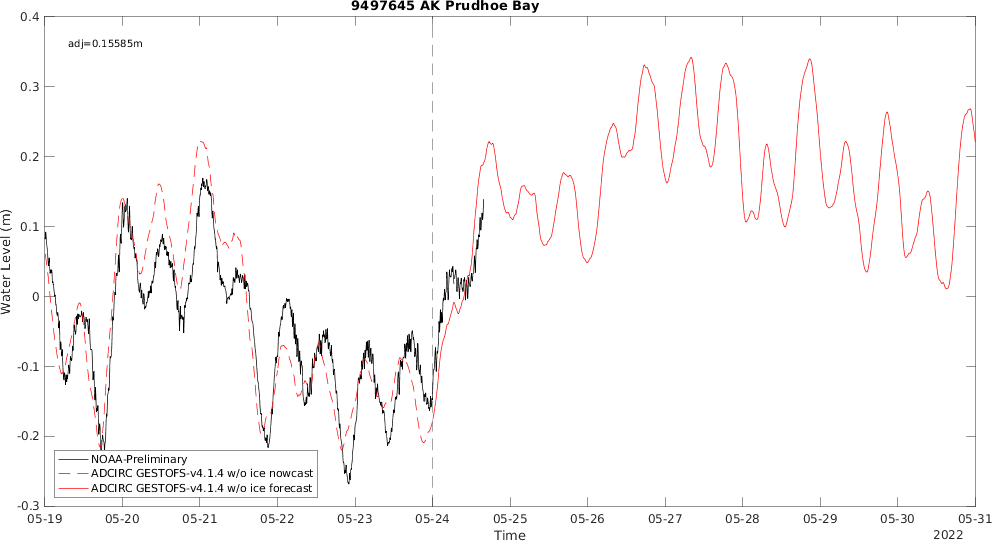 9497645 AK Prudhoe Bay
0.4
adj=0.15585m
0.3
0.2
0.1
0
-0.1
-0.2
-0.3
Water Level (m)
NOAA-Preliminary
ADCIRC GESTOFS-v4.1.4 w/o ice nowcast
ADCIRC GESTOFS-v4.1.4 w/o ice forecast
05-19 05-20 05-21 05-22 05-23 05-24 05-25 05-26 05-27 05-28 05-29 05-30 05-31
Time
2022